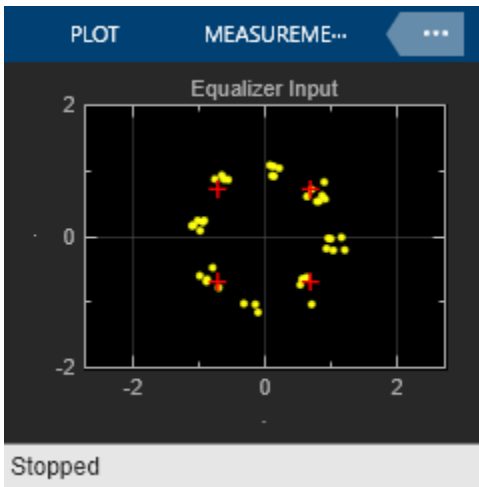 PLOT MEASUREME...
Equalizer Input
2
0
-2
-2 0 2
Stopped